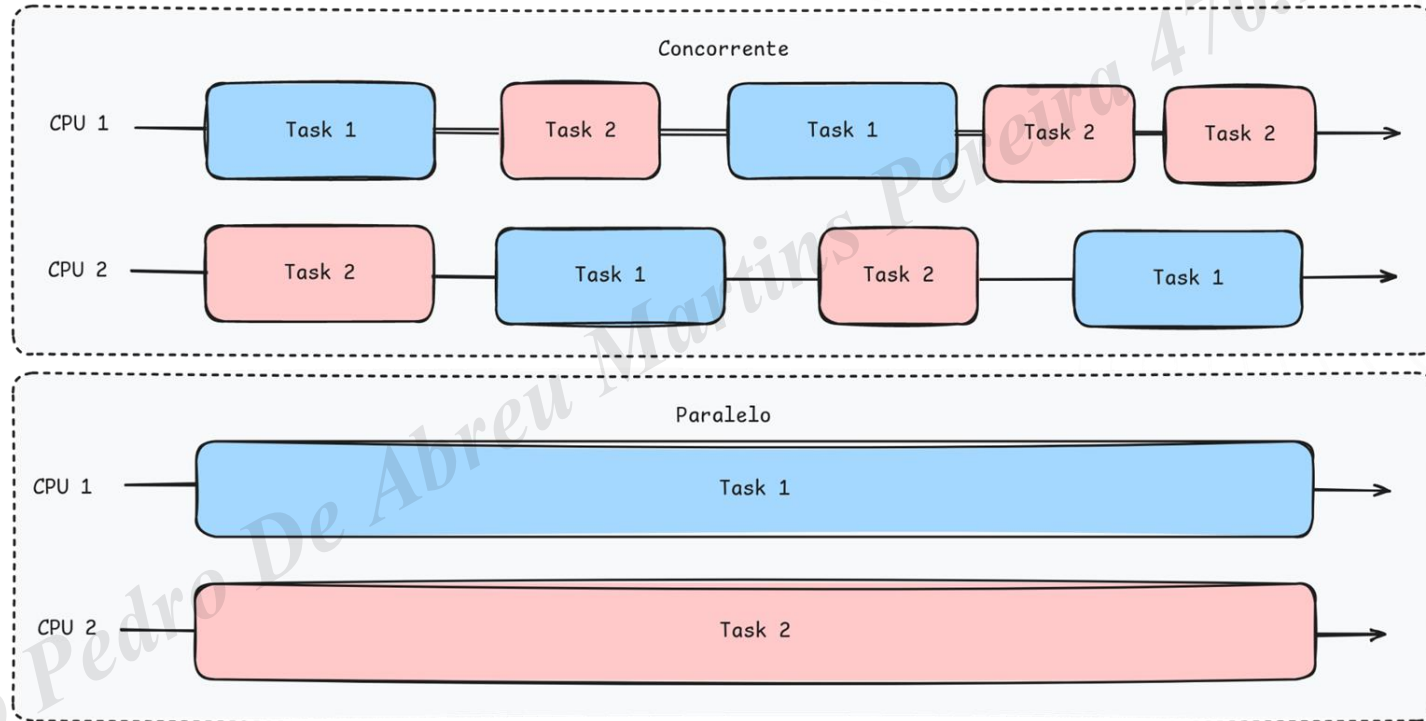 Concorrente
CPU 1
Task 1
Task 2
Task 1
Task 2
Task 2
CPU 2
Task 2
Task 1
Task 2
Task 1
Paralelo
CPU 1
Task 1
CPU 2
Task 2
Pedro De Abreu Martins Pereira 476.